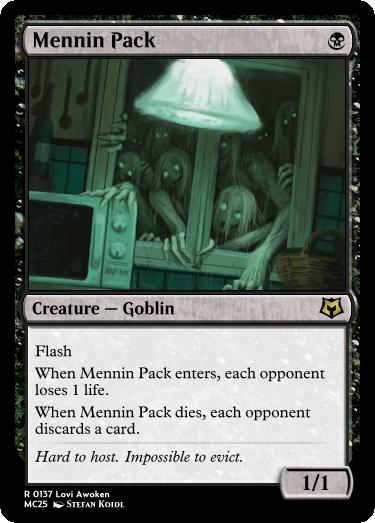 Mennin Pack
Creature — Goblin
Flash
When Mennin Pack enters, each opponent
loses 1 life.
When Mennin Pack dies, each opponent
discards a card.
Hard to host. Impossible to evict.
1/1
R 0137 Lovi Awoken
MC25 Stefan Koidl